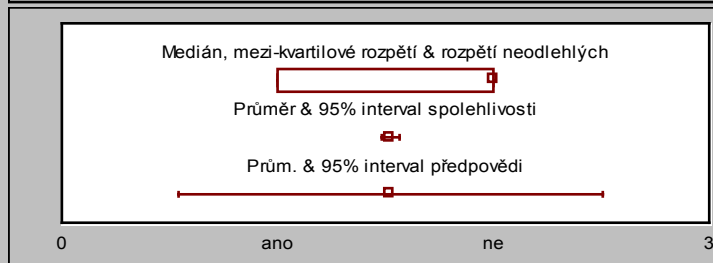 Medián, mezi-kvartilové rozpětí & rozpětí neodlehlých
Průměr & 95% interval spolehlivosti
Prům. & 95% interval předpovědi
0 ano ne 3